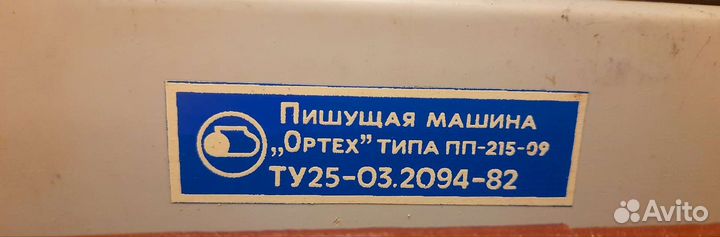 Пишущая машина
„Ортех” типа ПП-215-09
ТУ25-03.2094-82
Avito